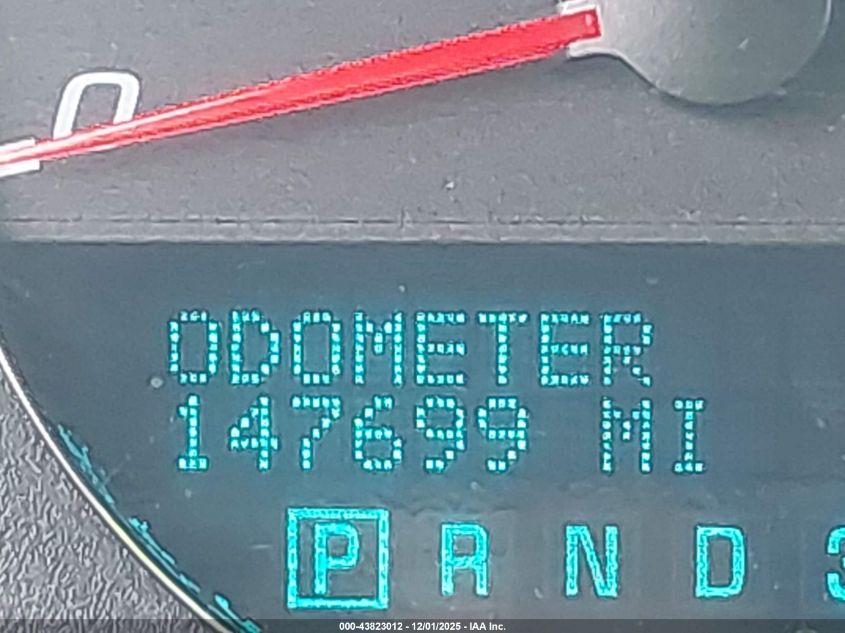 0
ODOMETER
147699 MI
P R N D 3
000-43823012 - 12/01/2025 - IAA Inc.